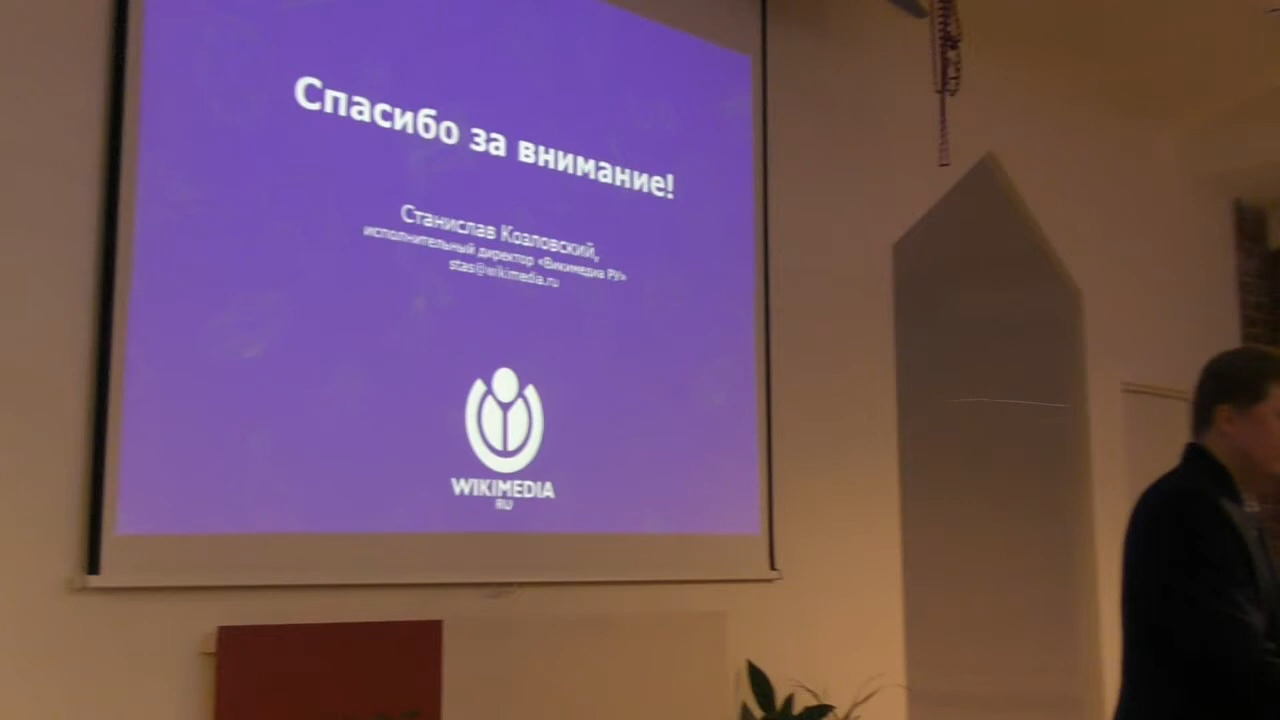 Спасибо за внимание!
Станислав Козловский,
исполнительный директор «Викимедиа РУ»
stas@wikimedia.ru
WIKIMEDIA
RU